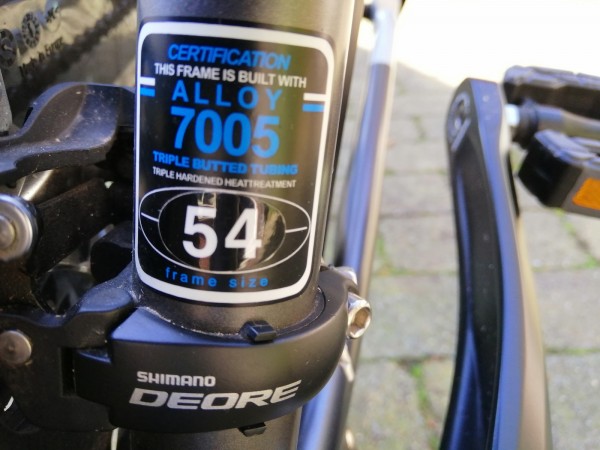 CERTIFICATION
THIS FRAME IS BUILT WITH
ALLOY
7005
TRIPLE BUTTED TUBING
TRIPLE HARDENED HEATTREATMENT
54
frame size
SHIMANO
DEORE